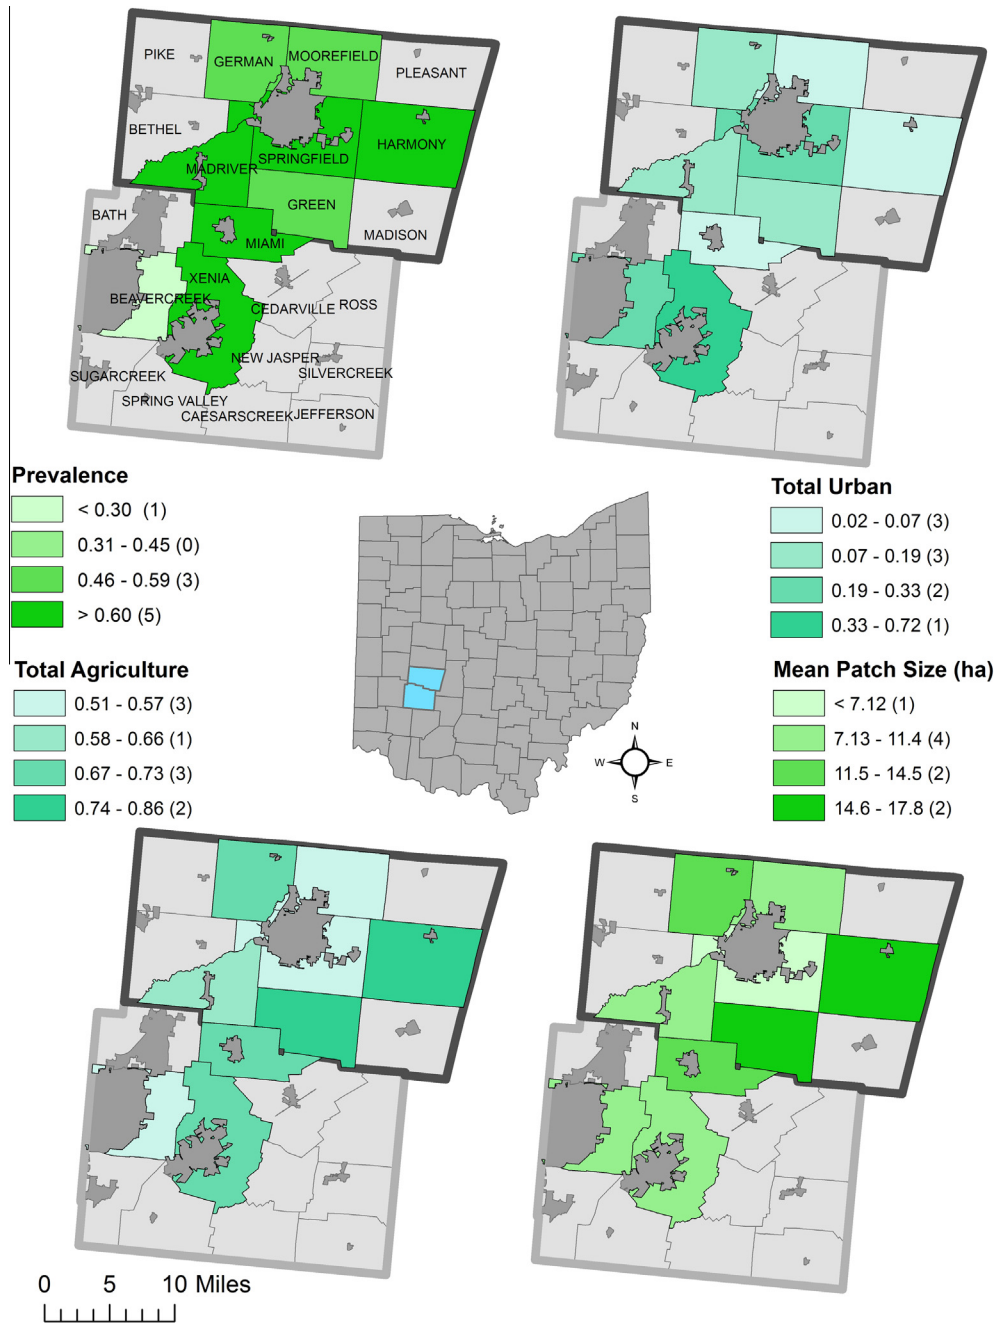 PIKE
GERMAN
MOOREFIELD
PLEASANT
BETHEL
SPRINGFIELD
HARMONY
MADRIVER
GREEN
BATH
MIAMI
MADISON
XENIA
BEAVERCREEK
CEDARVILLE
ROSS
NEW JASPER
SUGARCREEK
SILVERCREEK
SPRING VALLEY
CAESARSCREEK
JEFFERSON
Prevalence
< 0.30 (1)
0.31 - 0.45 (0)
0.46 - 0.59 (3)
> 0.60 (5)
Total Urban
0.02 - 0.07 (3)
0.07 - 0.19 (3)
0.19 - 0.33 (2)
0.33 - 0.72 (1)
Total Agriculture
0.51 - 0.57 (3)
0.58 - 0.66 (1)
0.67 - 0.73 (3)
0.74 - 0.86 (2)
Mean Patch Size (ha)
< 7.12 (1)
7.13 - 11.4 (4)
11.5 - 14.5 (2)
14.6 - 17.8 (2)
N
W E
S
0 5 10 Miles